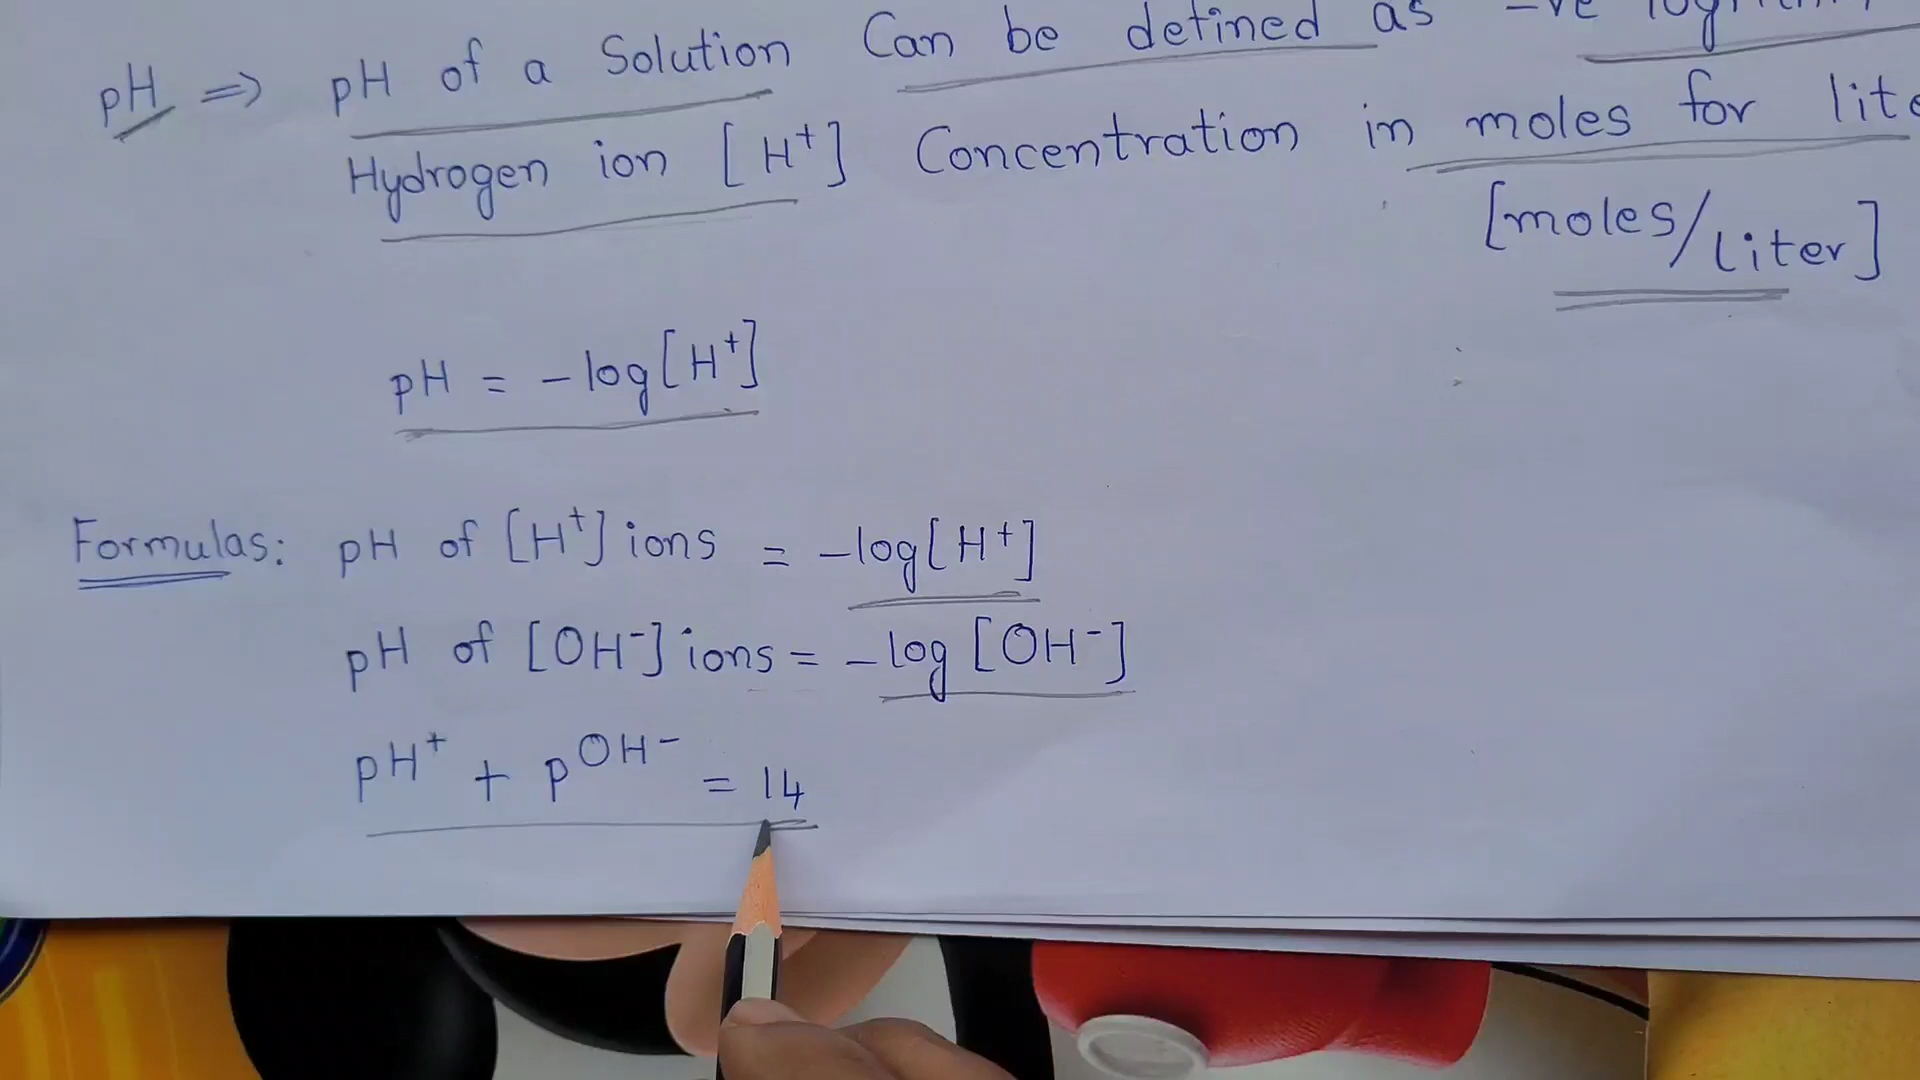 pH ⇒ pH of a Solution Can be defined as -ve
Hydrogen ion [H⁺] Concentration in moles for
[moles/Liter]
pH = -log[H⁺]
Formulas: pH of [H⁺] ions = -log[H⁺]
pH of [OH⁻] ions = -log [OH⁻]
pH⁺ + pOH⁻ = 14